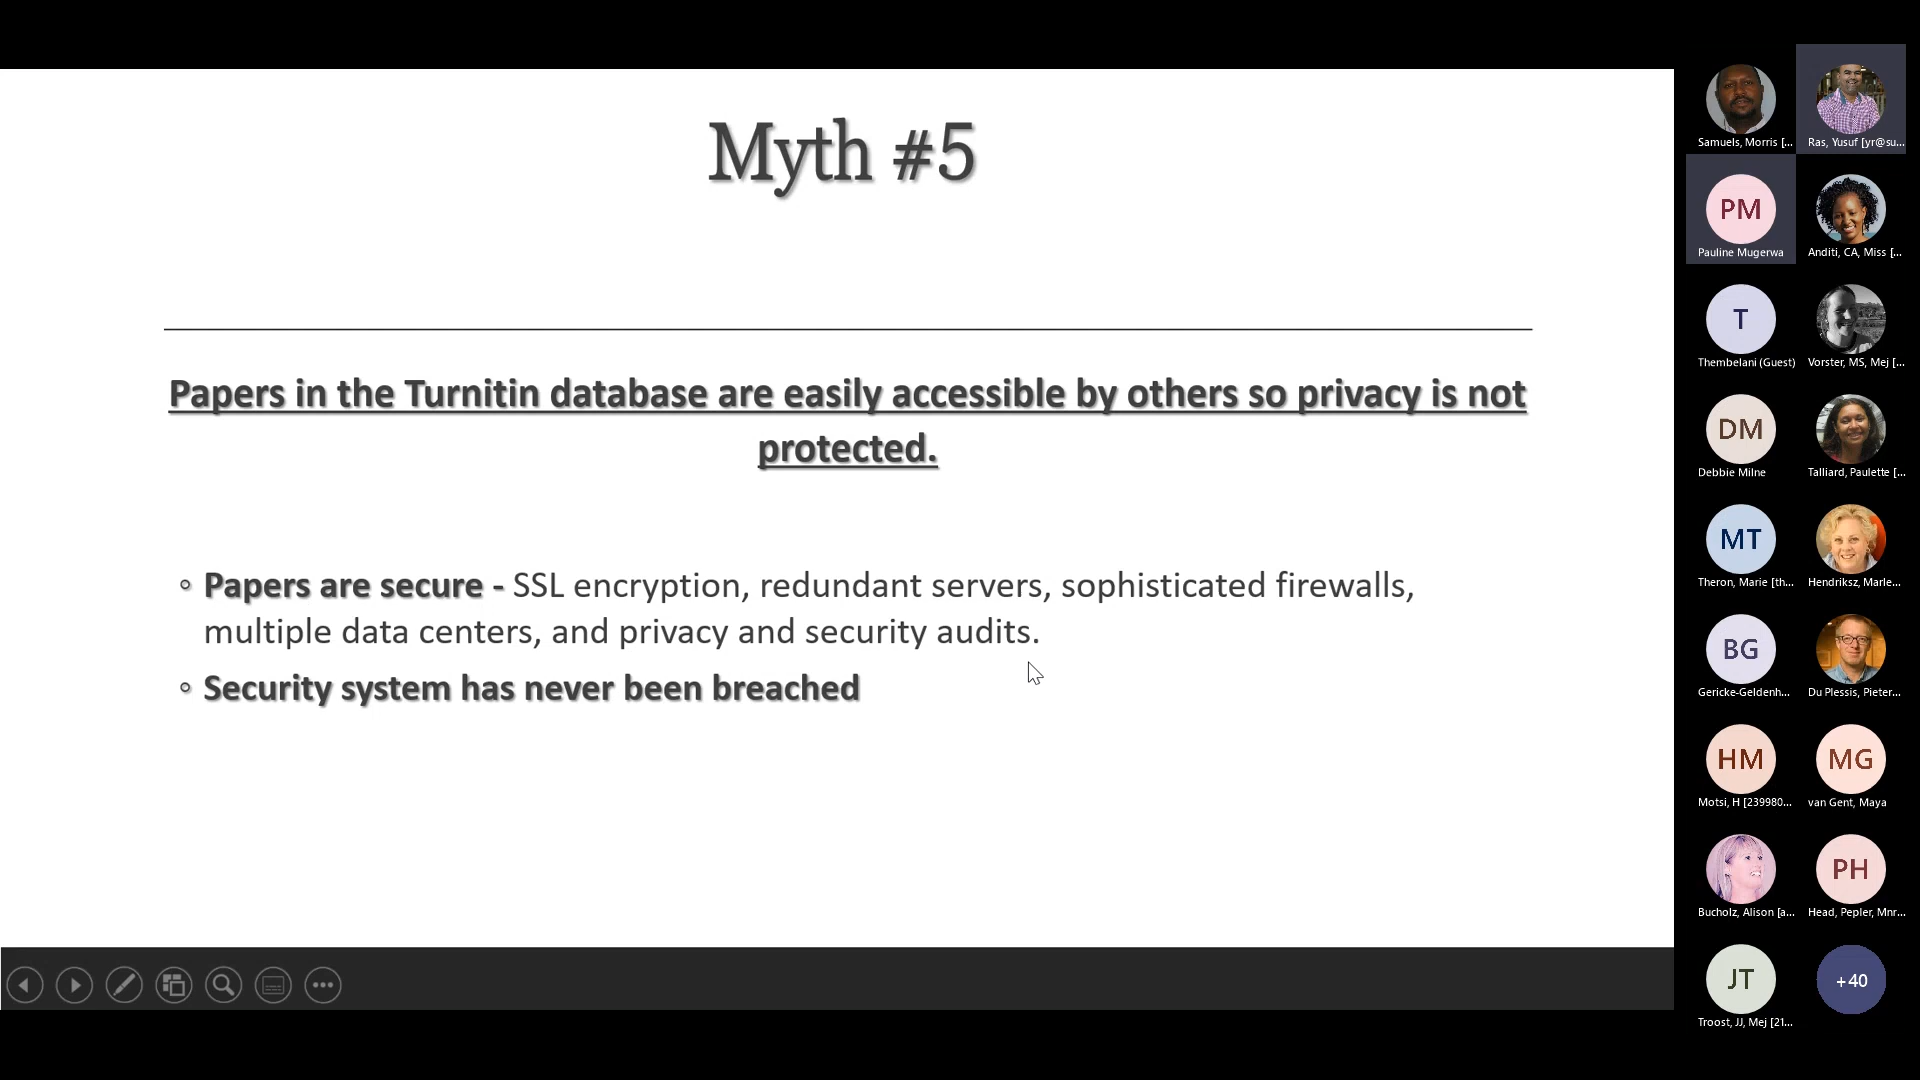 Myth #5
Papers in the Turnitin database are easily accessible by others so privacy is not
protected.
◦ Papers are secure - SSL encryption, redundant servers, sophisticated firewalls,
multiple data centers, and privacy and security audits.
◦ Security system has never been breached
Samuels, Morris [...
Ras, Yusuf [yr@su...
PM
Pauline Mugerwa
Anditi, CA, Miss [...
T
Thembelani (Guest)
Vorster, MS, Mej [...
DM
Debbie Milne
Talliard, Paulette [...
MT
Theron, Marie [th...
Hendriksz, Marle...
BG
Gericke-Geldenh...
Du Plessis, Pieter...
HM
Motsi, H [239980...
MG
van Gent, Maya
Bucholz, Alison [a...
PH
Head, Pepler, Mnr...
JT
Troost, JJ, Mej [21...
+40